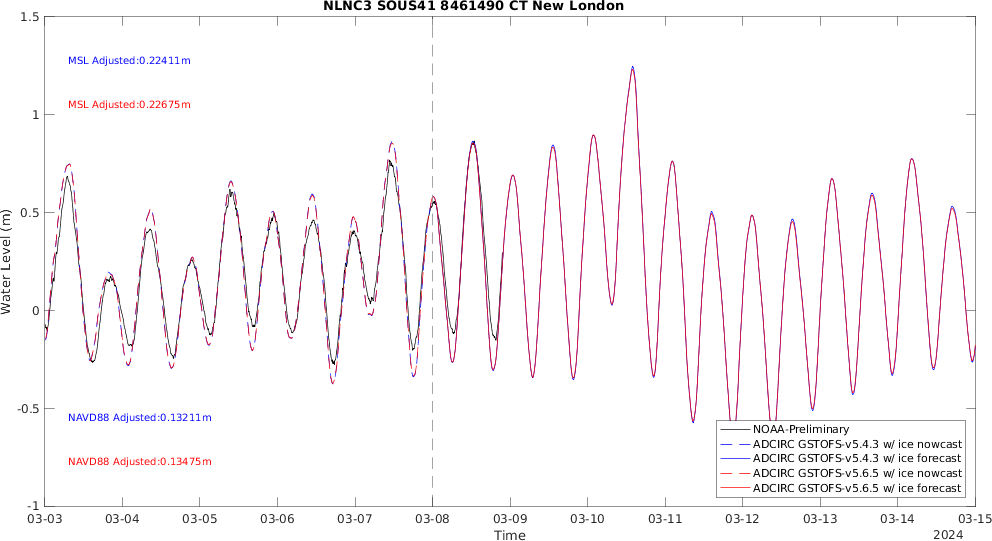 NLNC3 SOUS41 8461490 CT New London
1.5
1
0.5
0
-0.5
-1
Water Level (m)
MSL Adjusted:0.22411m
MSL Adjusted:0.22675m
NAVD88 Adjusted:0.13211m
NAVD88 Adjusted:0.13475m
NOAA-Preliminary
ADCIRC GSTOFS-v5.4.3 w/ ice nowcast
ADCIRC GSTOFS-v5.4.3 w/ ice forecast
ADCIRC GSTOFS-v5.6.5 w/ ice nowcast
ADCIRC GSTOFS-v5.6.5 w/ ice forecast
03-03 03-04 03-05 03-06 03-07 03-08 03-09 03-10 03-11 03-12 03-13 03-14 03-15
Time
2024